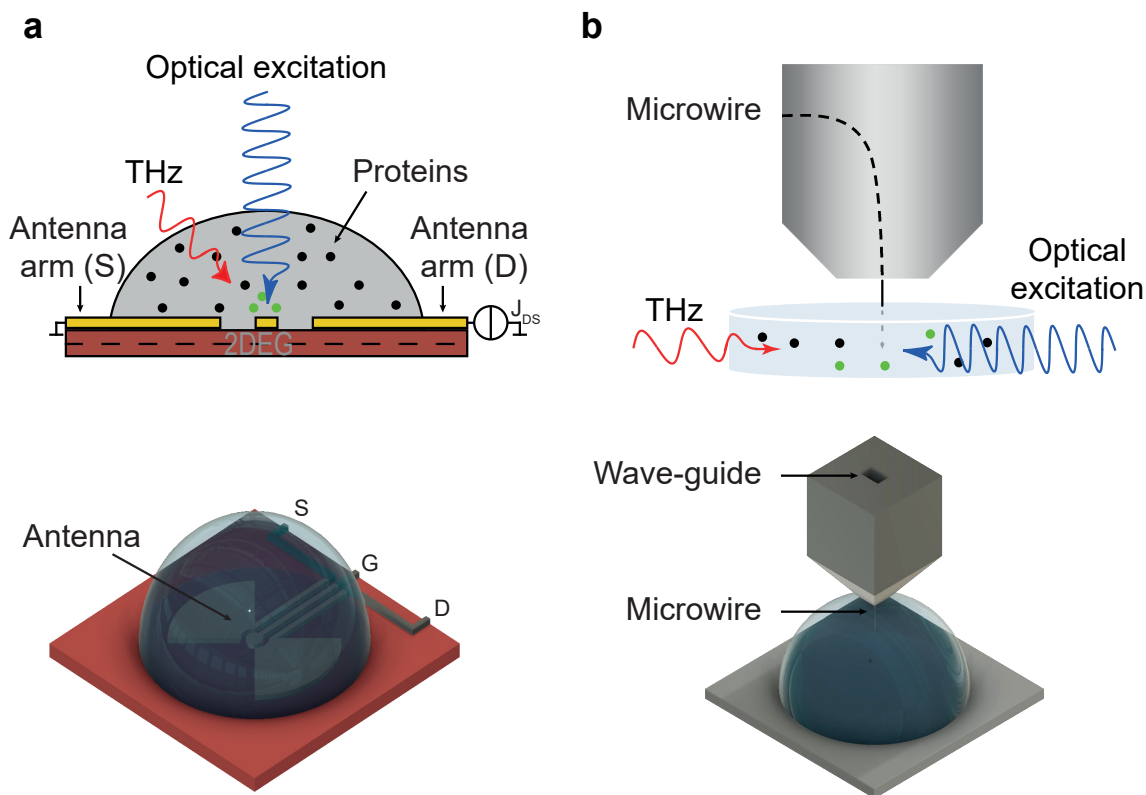 a
Optical excitation
THz
Proteins
Antenna
arm (S)
Antenna
arm (D)
J DS
2DEG
Antenna
S
G
D
b
Microwire
Optical
excitation
THz
Wave-guide
Microwire